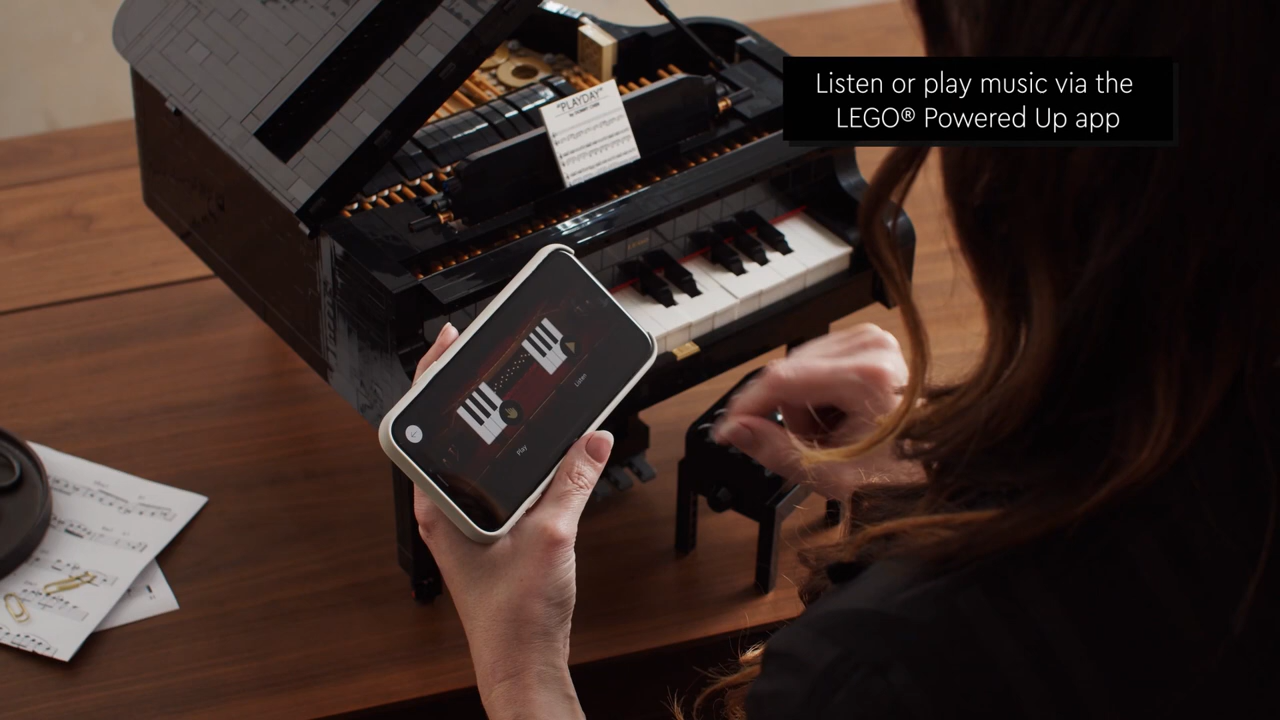 Listen or play music via the
LEGO® Powered Up app
"PLAYDAY"
Listen
Play